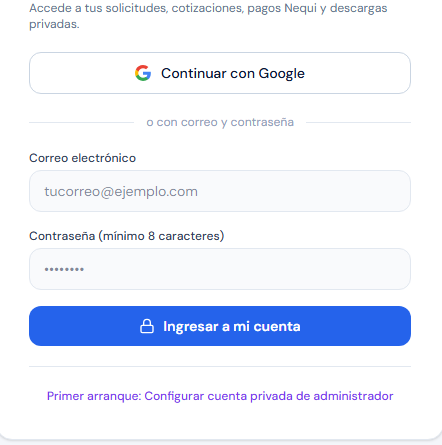 Accede a tus solicitudes, cotizaciones, pagos Nequi y descargas
privadas.
Continuar con Google
o con correo y contraseña
Correo electrónico
tucorreo@ejemplo.com
Contraseña (mínimo 8 caracteres)
••••••••
Ingresar a mi cuenta
Primer arranque: Configurar cuenta privada de administrador